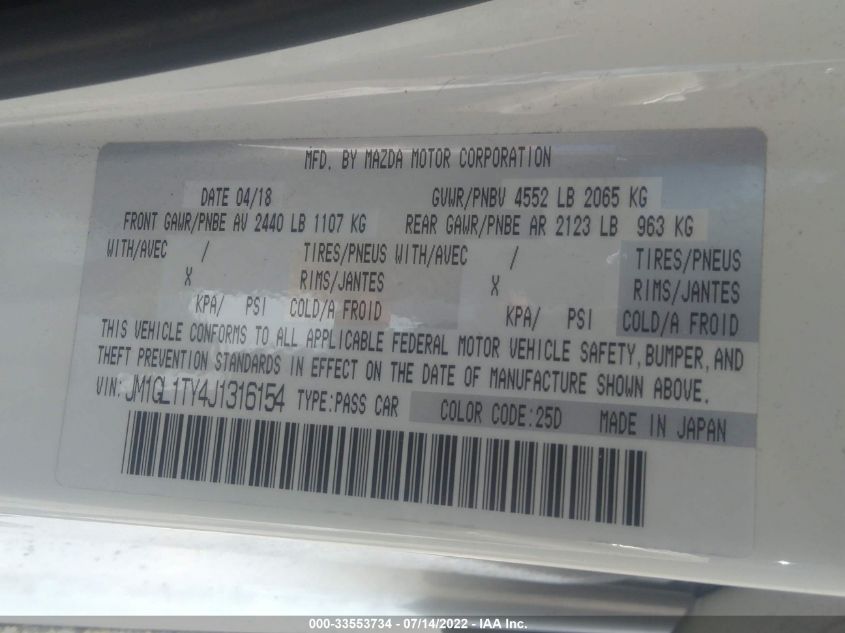 MFD. BY MAZDA MOTOR CORPORATION
DATE 04/18 GVWR/PNBV 4552 LB 2065 KG
FRONT GAWR/PNBE AV 2440 LB 1107 KG REAR GAWR/PNBE AR 2123 LB 963 KG
WITH/AVEC / TIRES/PNEUS WITH/AVEC / TIRES/PNEUS
X RIMS/JANTES X RIMS/JANTES
KPA/ PSI COLD/A FROID KPA/ PSI COLD/A FROID
THIS VEHICLE CONFORMS TO ALL APPLICABLE FEDERAL MOTOR VEHICLE SAFETY, BUMPER, AND
THEFT PREVENTION STANDARDS IN EFFECT ON THE DATE OF MANUFACTURE SHOWN ABOVE.
VIN: JM1GL1TY4J1316154 TYPE:PASS CAR COLOR CODE:25D MADE IN JAPAN
000-33553734 - 07/14/2022 - IAA Inc.